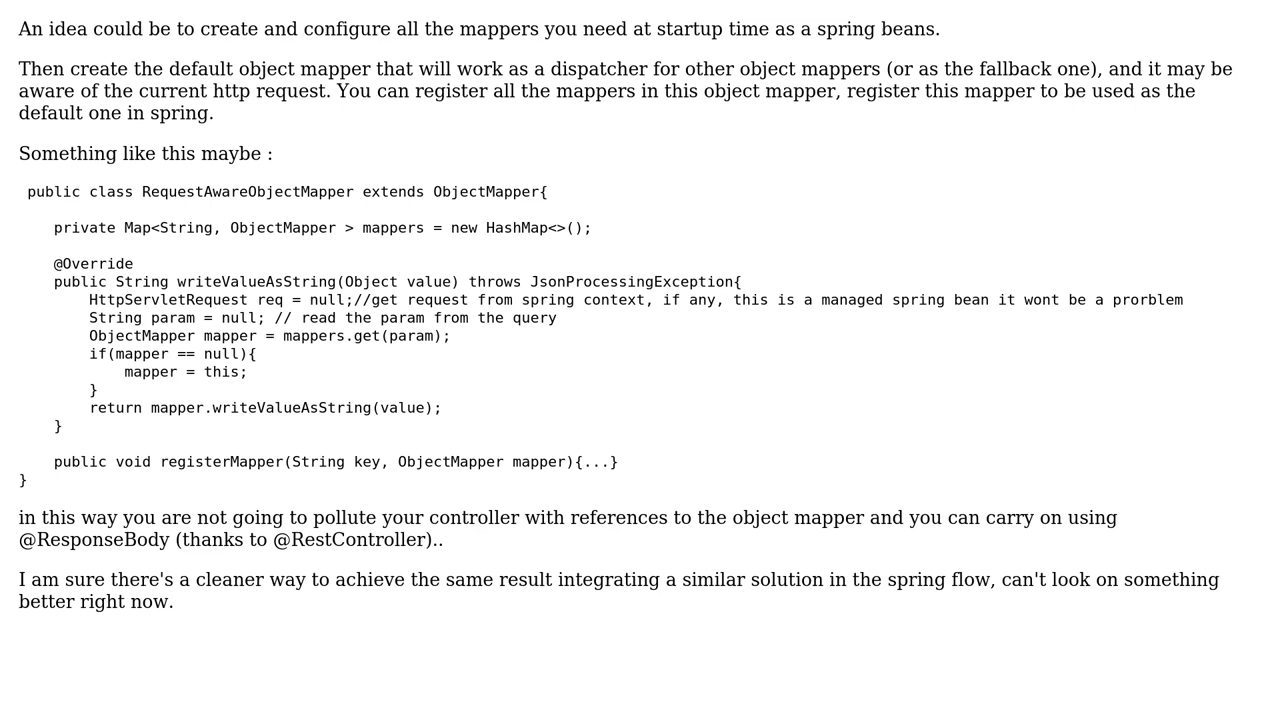 An idea could be to create and configure all the mappers you need at startup time as a spring beans.
Then create the default object mapper that will work as a dispatcher for other object mappers (or as the fallback one), and it may be
aware of the current http request. You can register all the mappers in this object mapper, register this mapper to be used as the
default one in spring.
Something like this maybe :
public class RequestAwareObjectMapper extends ObjectMapper{
    private Map<String, ObjectMapper > mappers = new HashMap<>();
    @Override
    public String writeValueAsString(Object value) throws JsonProcessingException{
        HttpServletRequest req = null;//get request from spring context, if any, this is a managed spring bean it wont be a prorblem
        String param = null; // read the param from the query
        ObjectMapper mapper = mappers.get(param);
        if(mapper == null){
            mapper = this;
        }
        return mapper.writeValueAsString(value);
    }
    public void registerMapper(String key, ObjectMapper mapper){...}
}
in this way you are not going to pollute your controller with references to the object mapper and you can carry on using
@ResponseBody (thanks to @RestController)..
I am sure there's a cleaner way to achieve the same result integrating a similar solution in the spring flow, can't look on something
better right now.